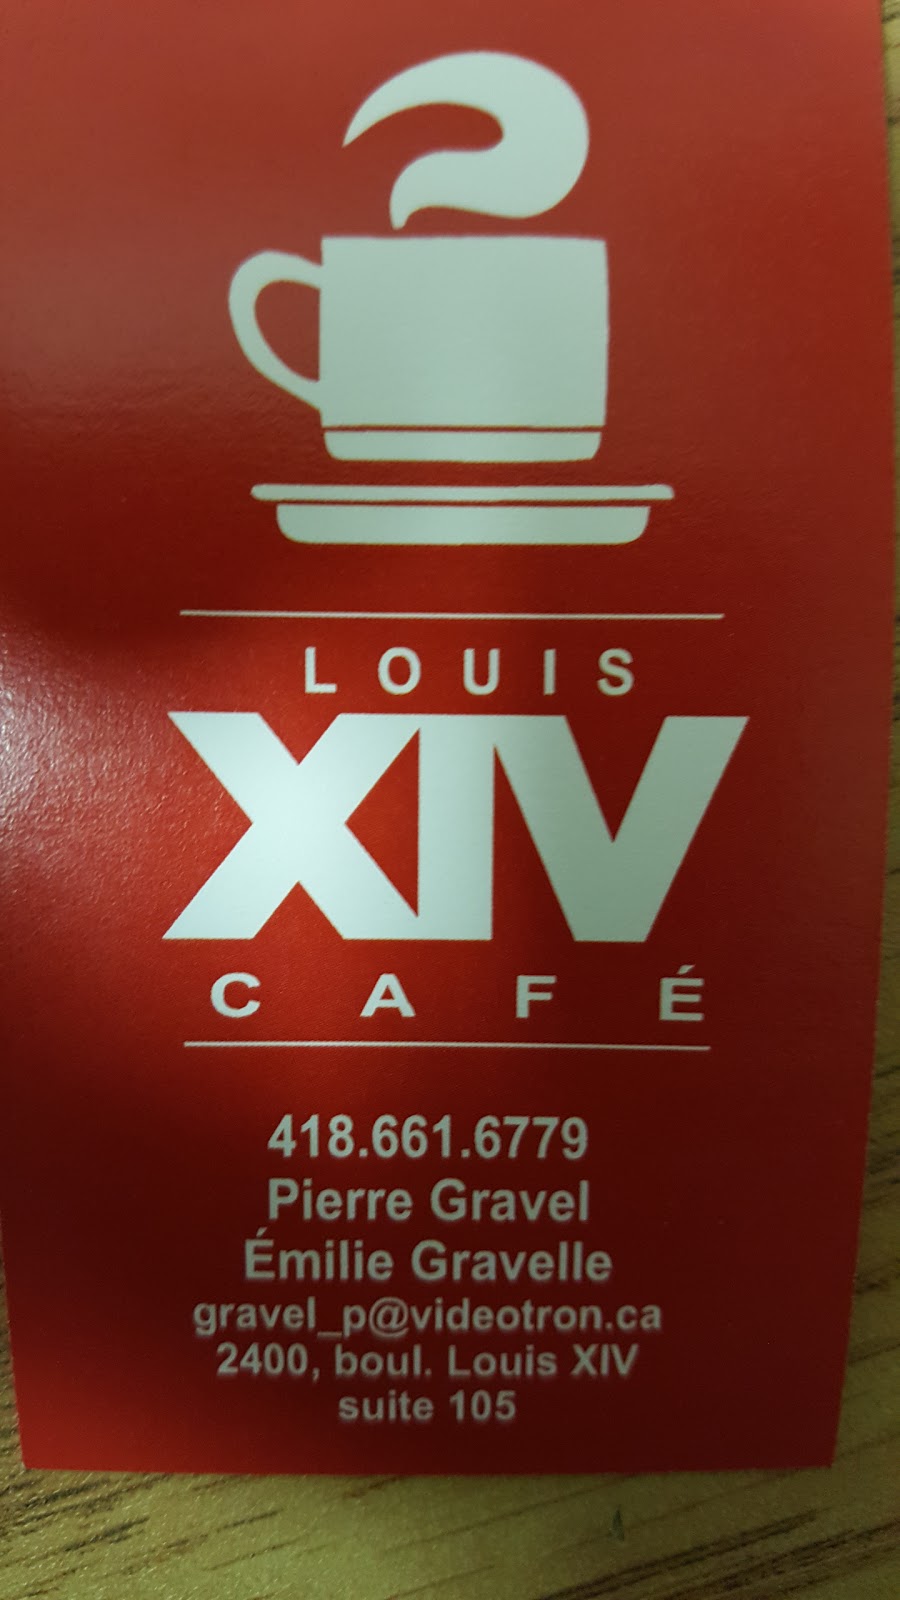 LOUIS
XIV
CAFÉ
418.661.6779
Pierre Gravel
Émilie Gravelle
gravel_p@videotron.ca
2400, boul. Louis XIV
suite 105